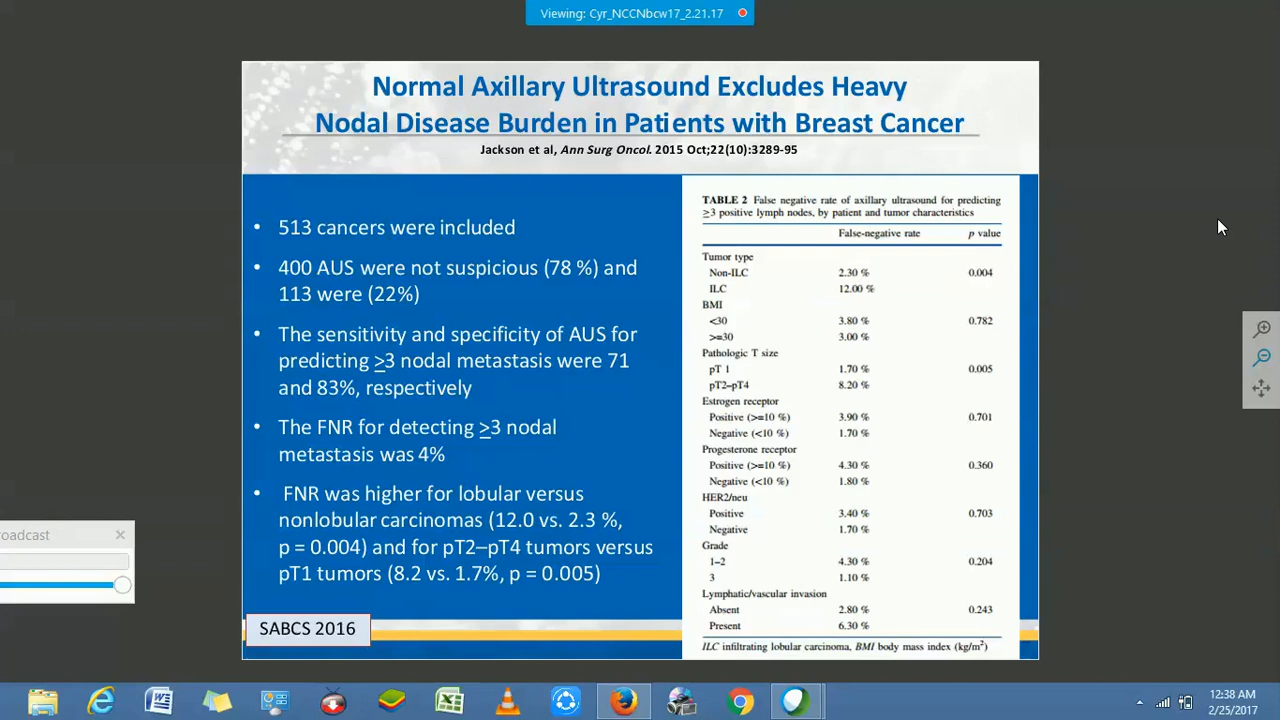 Viewing: Cyr_NCCNbcw17_2.21.17
Normal Axillary Ultrasound Excludes Heavy
Nodal Disease Burden in Patients with Breast Cancer
Jackson et al, Ann Surg Oncol. 2015 Oct;22(10):3289-95
• 513 cancers were included
• 400 AUS were not suspicious (78 %) and
113 were (22%)
• The sensitivity and specificity of AUS for
predicting ≥3 nodal metastasis were 71
and 83%, respectively
• The FNR for detecting ≥3 nodal
metastasis was 4%
• FNR was higher for lobular versus
nonlobular carcinomas (12.0 vs. 2.3 %,
p = 0.004) and for pT2–pT4 tumors versus
pT1 tumors (8.2 vs. 1.7%, p = 0.005)
SABCS 2016
TABLE 2 False negative rate of axillary ultrasound for predicting
≥3 positive lymph nodes, by patient and tumor characteristics
False-negative rate p value
Tumor type
Non-ILC 2.30 % 0.004
ILC 12.00 %
BMI
<30 3.80 % 0.782
>=30 3.00 %
Pathologic T size
pT 1 1.70 % 0.005
pT2–pT4 8.20 %
Estrogen receptor
Positive (>=10 %) 3.90 % 0.701
Negative (<10 %) 1.70 %
Progesterone receptor
Positive (>=10 %) 4.30 % 0.360
Negative (<10 %) 1.80 %
HER2/neu
Positive 3.40 % 0.703
Negative 1.70 %
Grade
1–2 4.30 % 0.204
3 1.10 %
Lymphatic/vascular invasion
Absent 2.80 % 0.243
Present 6.30 %
ILC infiltrating lobular carcinoma, BMI body mass index (kg/m²)
roadcast
12:38 AM
2/25/2017